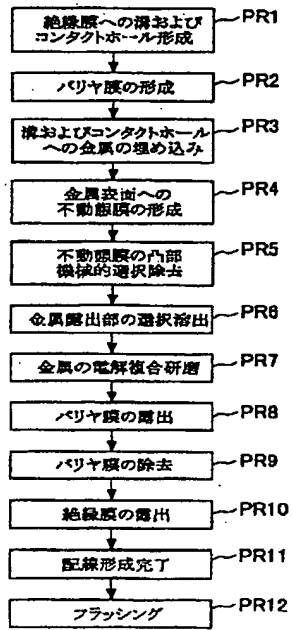 絶縁膜への溝および
コンタクトホール形成
PR1
バリヤ膜の形成
PR2
溝およびコンタクトホール
への金属の埋め込み
PR3
金属表面への
不動態膜の形成
PR4
不動態膜の凸部
機械的選択除去
PR5
金属露出部の選択溶出
PR6
金属の電解複合研磨
PR7
バリヤ膜の露出
PR8
バリヤ膜の除去
PR9
絶縁膜の露出
PR10
配線形成完了
PR11
フラッシング
PR12